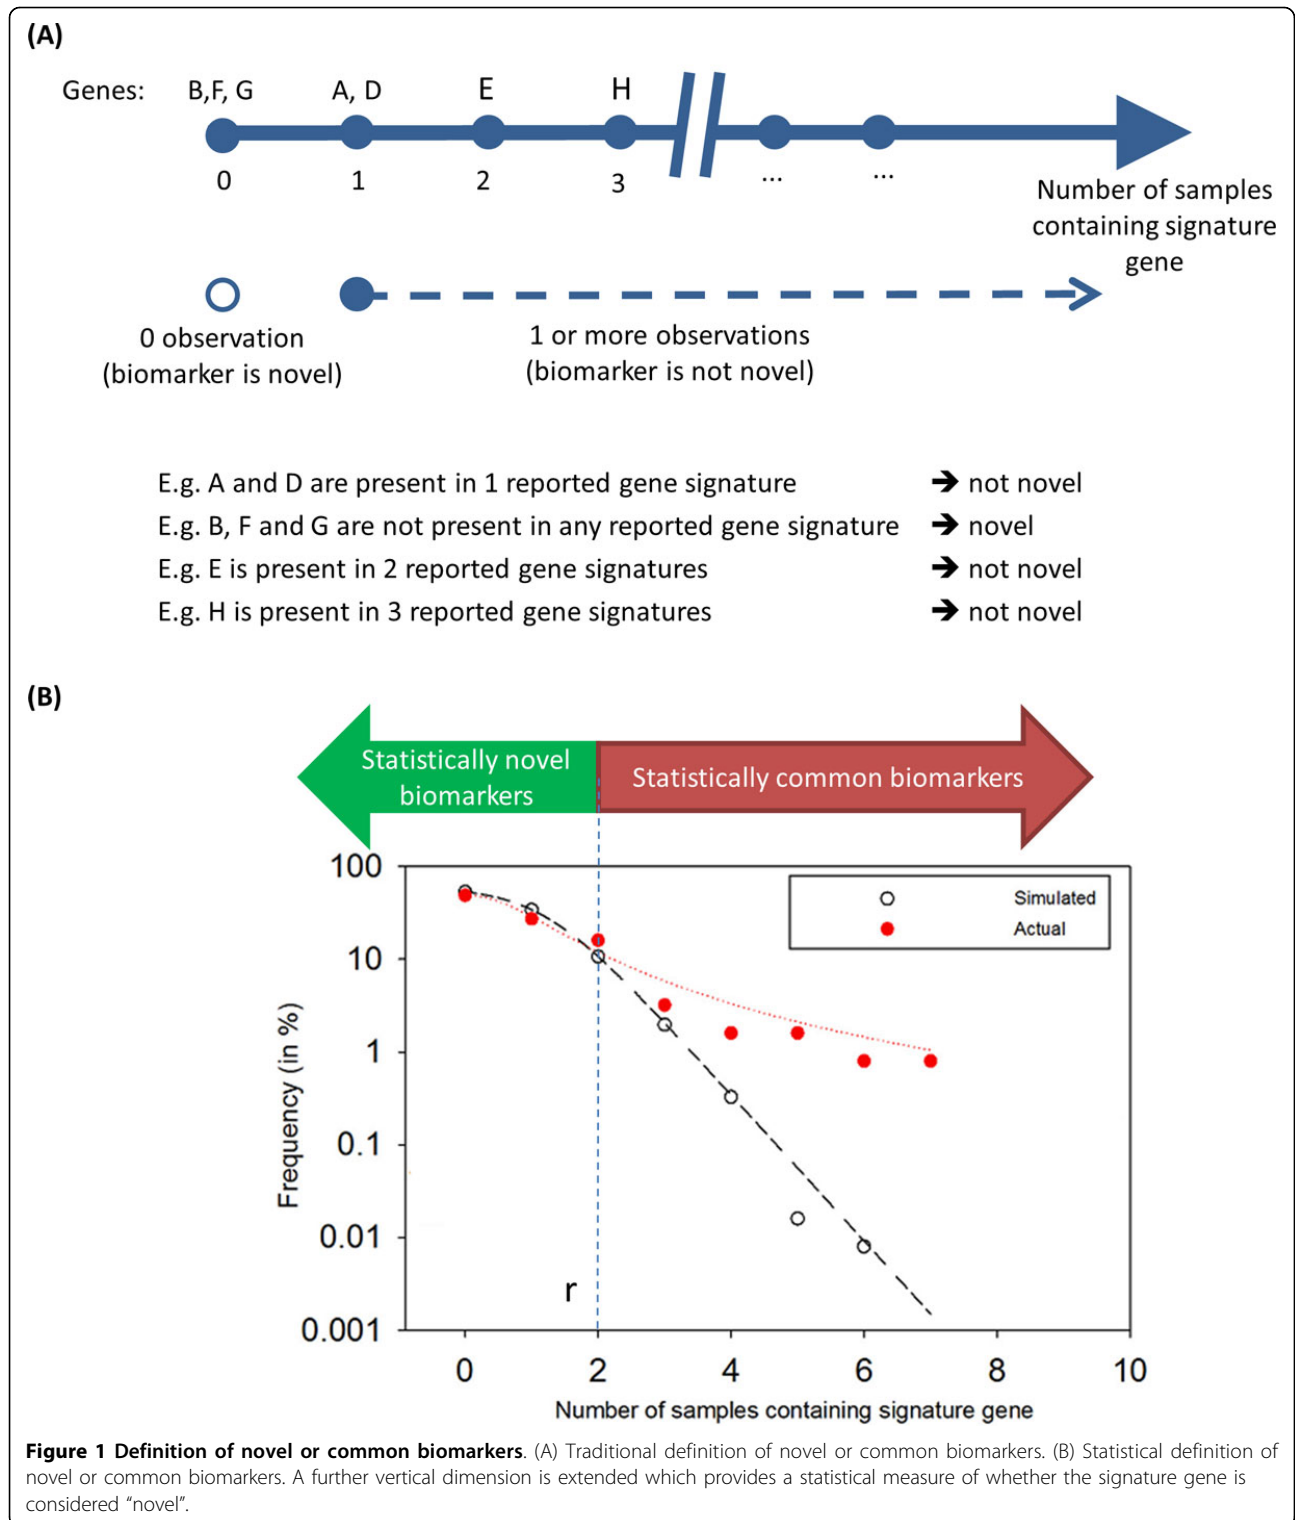 (A)
Genes: B,F, G A, D E H
0 1 2 3 ... ...
Number of samples
containing signature
gene
0 observation
(biomarker is novel)
1 or more observations
(biomarker is not novel)
E.g. A and D are present in 1 reported gene signature ➔ not novel
E.g. B, F and G are not present in any reported gene signature ➔ novel
E.g. E is present in 2 reported gene signatures ➔ not novel
E.g. H is present in 3 reported gene signatures ➔ not novel
(B)
Statistically novel
biomarkers
Statistically common biomarkers
100
10
1
0.1
0.01
0.001
Frequency (in %)
Simulated
Actual
r
0 2 4 6 8 10
Number of samples containing signature gene
Figure 1 Definition of novel or common biomarkers. (A) Traditional definition of novel or common biomarkers. (B) Statistical definition of
novel or common biomarkers. A further vertical dimension is extended which provides a statistical measure of whether the signature gene is
considered “novel”.